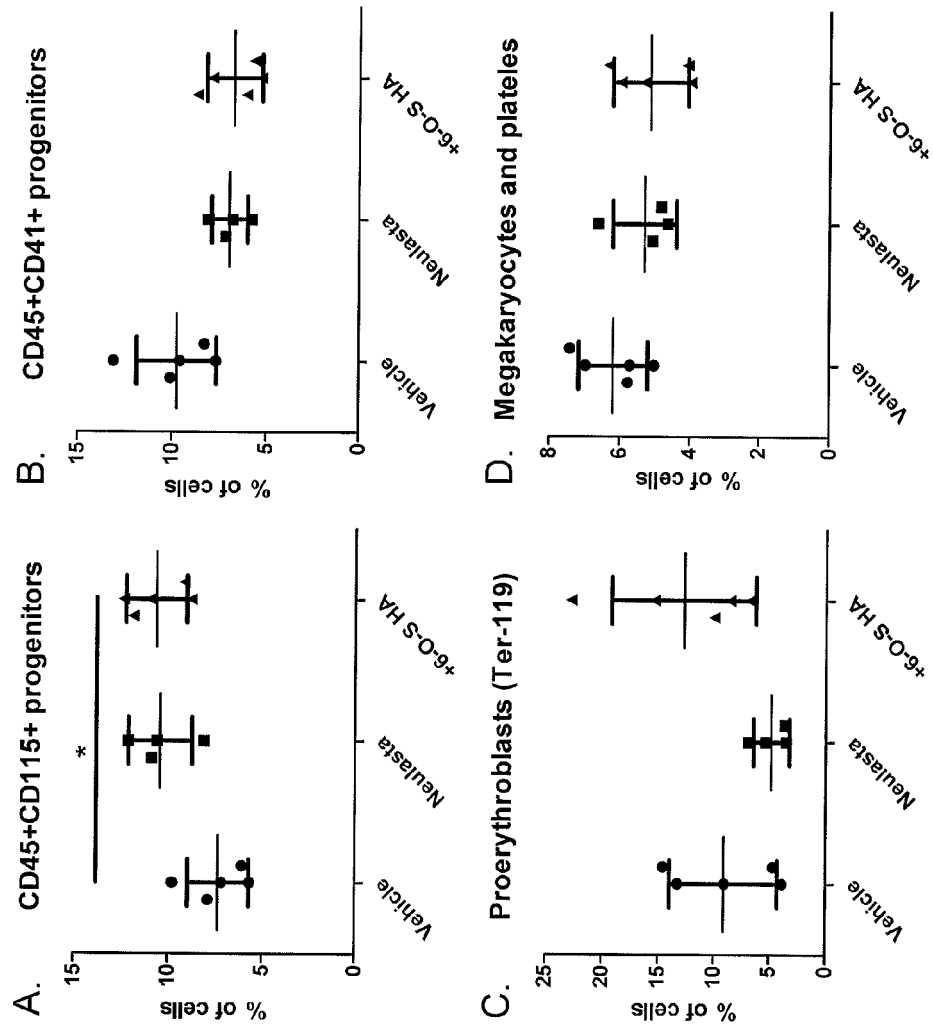 A.
CD45+CD115+ progenitors
*
% of cells
15
10
5
0
Vehicle
Neulasta
+6-O-S HA
B.
CD45+CD41+ progenitors
% of cells
15
10
5
0
Vehicle
Neulasta
+6-O-S HA
C.
Proerythroblasts (Ter-119)
% of cells
25
20
15
10
5
0
Vehicle
Neulasta
+6-O-S HA
D.
Megakaryocytes and plateles
% of cells
8
6
4
2
0
Vehicle
Neulasta
+6-O-S HA